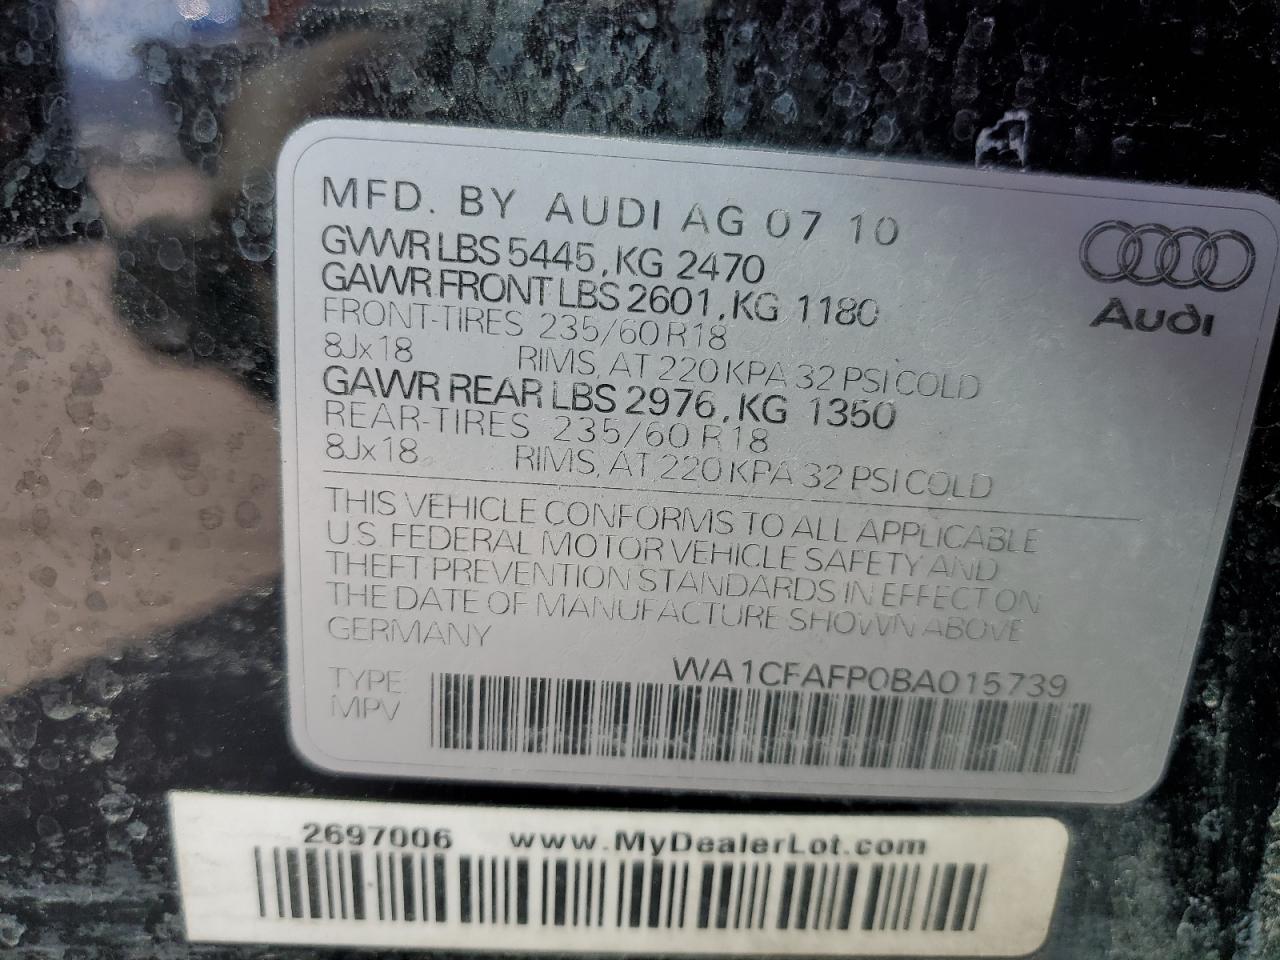 MFD. BY AUDI AG 07 10
GVWR LBS 5445, KG 2470
GAWR FRONT LBS 2601, KG 1180
FRONT-TIRES 235/60 R18
8Jx18 RIMS, AT 220 KPA 32 PSI COLD
GAWR REAR LBS 2976, KG 1350
REAR-TIRES 235/60 R18
8Jx18 RIMS, AT 220 KPA 32 PSI COLD
Audi
THIS VEHICLE CONFORMS TO ALL APPLICABLE
U.S. FEDERAL MOTOR VEHICLE SAFETY AND
THEFT PREVENTION STANDARDS IN EFFECT ON
THE DATE OF MANUFACTURE SHOWN ABOVE
GERMANY
WA1CFAFP0BA015739
TYPE:
MPV
2697006 www.MyDealerLot.com